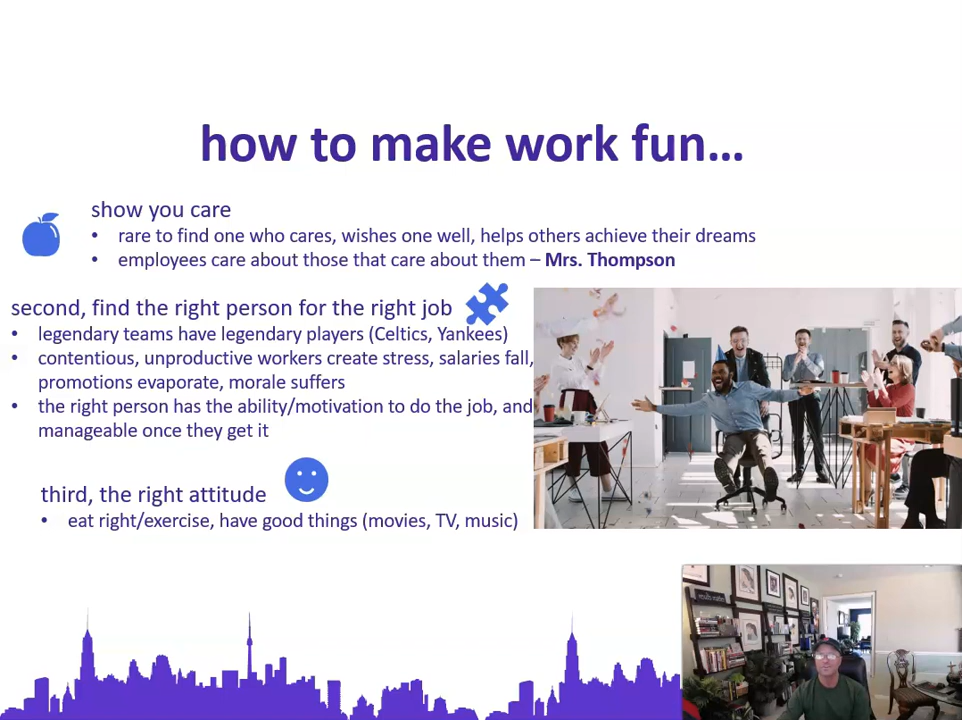 how to make work fun…
show you care
• rare to find one who cares, wishes one well, helps others achieve their dreams
• employees care about those that care about them – Mrs. Thompson
second, find the right person for the right job
• legendary teams have legendary players (Celtics, Yankees)
• contentious, unproductive workers create stress, salaries fall,
promotions evaporate, morale suffers
• the right person has the ability/motivation to do the job, and
manageable once they get it
third, the right attitude
• eat right/exercise, have good things (movies, TV, music)
results matter